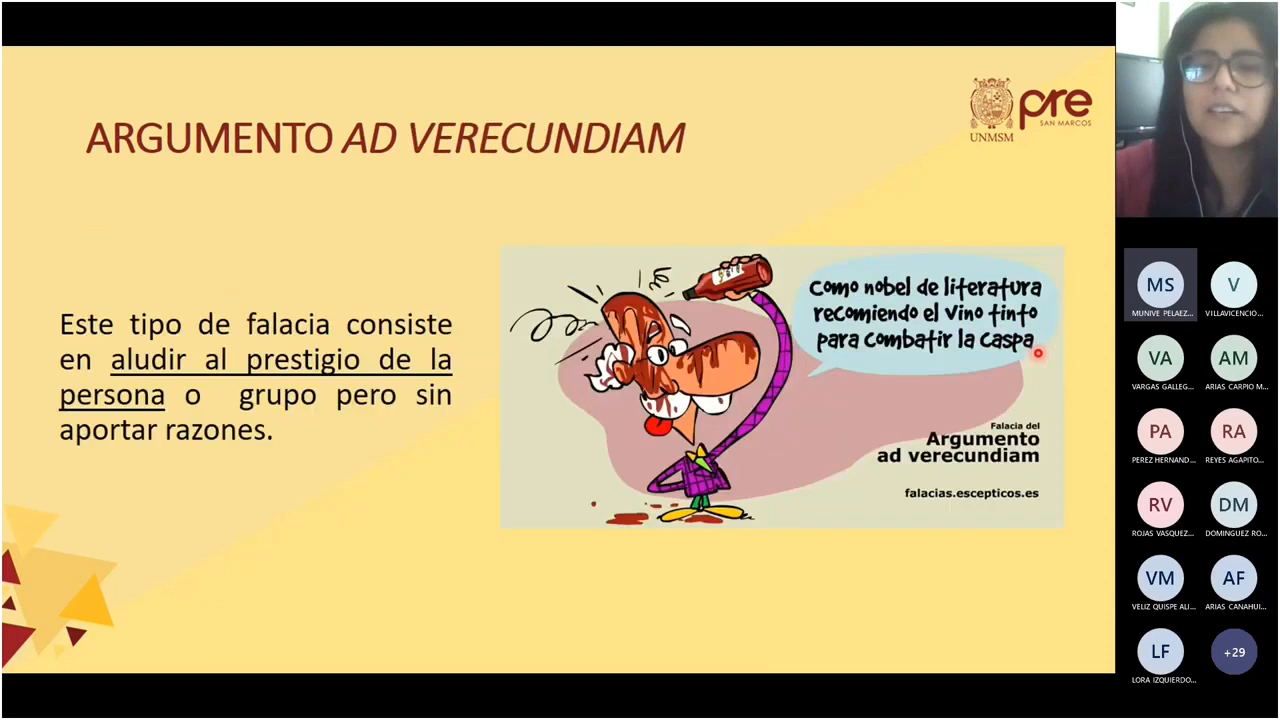 ARGUMENTO AD VERECUNDIAM
UNMSM
pre
SAN MARCOS
Este tipo de falacia consiste
en aludir al prestigio de la
persona o grupo pero sin
aportar razones.
Como nobel de literatura
recomiendo el vino tinto
para combatir la caspa
Falacia del
Argumento
ad verecundiam
falacias.escepticos.es
MS
MUNIVE PELAEZ...
V
VILLAVICENCIO...
VA
VARGAS GALLEG...
AM
ARIAS CARPIO M...
PA
PEREZ HERNAND...
RA
REYES AGAPITO...
RV
ROJAS VASQUEZ...
DM
DOMINGUEZ RO...
VM
VELIZ QUISPE ALI...
AF
ARIAS CANAHUI...
LF
LORA IZQUIERDO...
+29